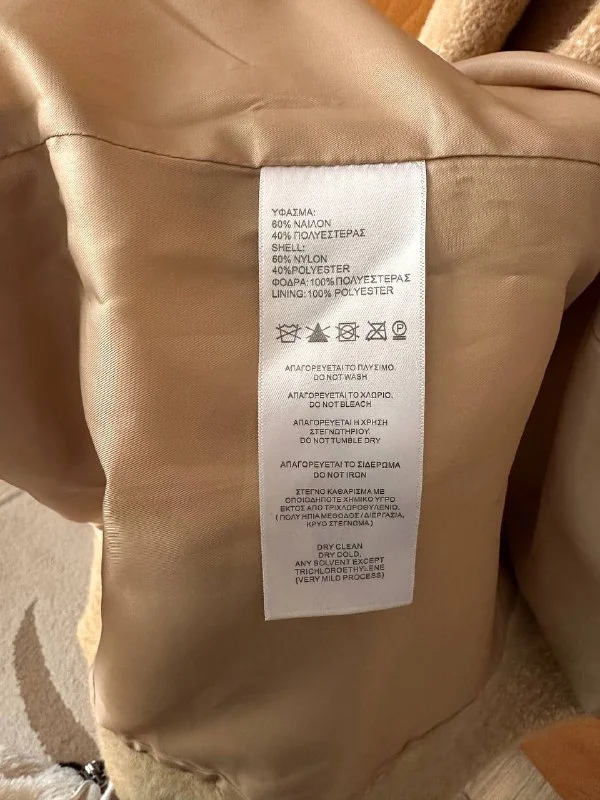 ΥΦΑΣΜΑ:
60% ΝΑΙΛΟΝ
40% ΠΟΛΥΕΣΤΕΡΑΣ
SHELL:
60% NYLON
40%POLYESTER
ΦΟΔΡΑ: 100% ΠΟΛΥΕΣΤΕΡΑΣ
LINING: 100% POLYESTER
P
ΑΠΑΓΟΡΕΥΕΤΑΙ ΤΟ ΠΛΥΣΙΜΟ.
DO NOT WASH
ΑΠΑΓΟΡΕΥΕΤΑΙ ΤΟ ΧΛΩΡΙΟ.
DO NOT BLEACH
ΑΠΑΓΟΡΕΥΕΤΑΙ Η ΧΡΗΣΗ
ΣΤΕΓΝΩΤΗΡΙΟΥ.
DO NOT TUMBLE DRY
ΑΠΑΓΟΡΕΥΕΤΑΙ ΤΟ ΣΙΔΕΡΩΜΑ
DO NOT IRON
ΣΤΕΓΝΟ ΚΑΘΑΡΙΣΜΑ ΜΕ
ΟΠΟΙΟΔΗΠΟΤΕ ΧΗΜΙΚΟ ΥΓΡΟ
ΕΚΤΟΣ ΑΠΟ ΤΡΙΧΛΩΡΟΒΥΛΕΝΙΟ.
( ΠΟΛΥ ΗΠΙΑ ΜΕΘΟΔΟΣ / ΔΙΕΡΓΑΣΙΑ,
ΚΡΥΟ ΣΤΕΓΝΩΜΑ )
DRY CLEAN
DRY COLD,
ANY SOLVENT EXCEPT
TRICHLOROETHYLENE
(VERY MILD PROCESS)